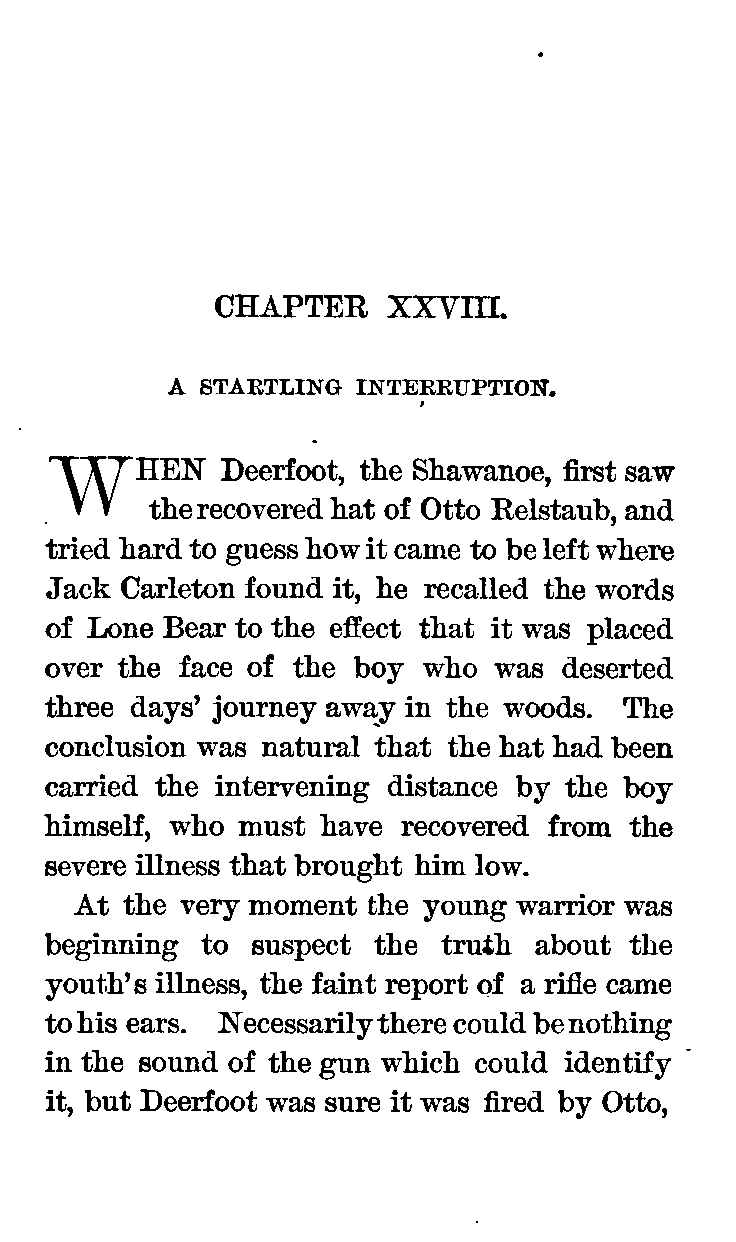 CHAPTER XXVIII.
A STARTLING INTERRUPTION.
WHEN Deerfoot, the Shawanoe, first saw
the recovered hat of Otto Relstaub, and
tried hard to guess how it came to be left where
Jack Carleton found it, he recalled the words
of Lone Bear to the effect that it was placed
over the face of the boy who was deserted
three days' journey away in the woods. The
conclusion was natural that the hat had been
carried the intervening distance by the boy
himself, who must have recovered from the
severe illness that brought him low.
At the very moment the young warrior was
beginning to suspect the truth about the
youth's illness, the faint report of a rifle came
to his ears. Necessarily there could be nothing
in the sound of the gun which could identify
it, but Deerfoot was sure it was fired by Otto,